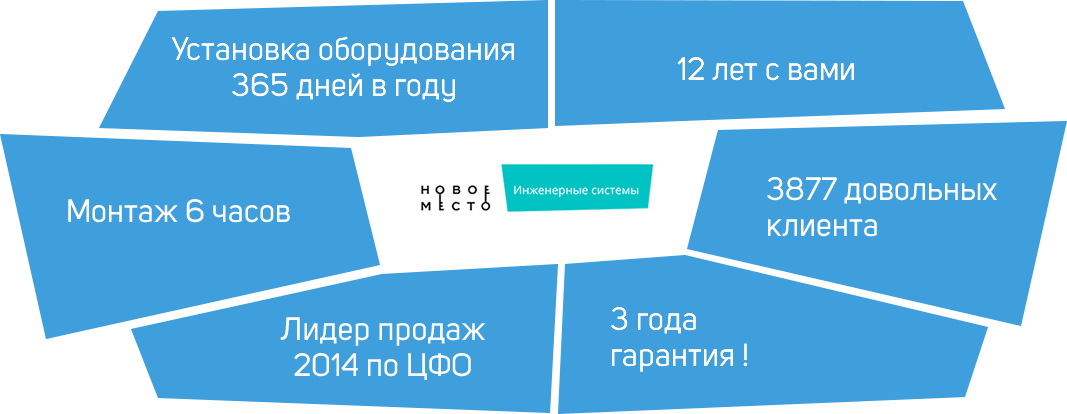 Установка оборудования
365 дней в году
12 лет с вами
Монтаж 6 часов
НОВОЕ
МЕСТО
Инженерные системы
3877 довольных
клиента
Лидер продаж
2014 по ЦФО
3 года
гарантия !